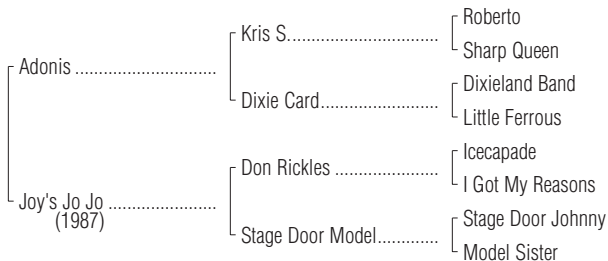 Roberto
Kris S.
Sharp Queen
Adonis
Dixieland Band
Dixie Card
Little Ferrous
Icecapade
Don Rickles
I Got My Reasons
Joy's Jo Jo
(1987)
Stage Door Johnny
Stage Door Model
Model Sister